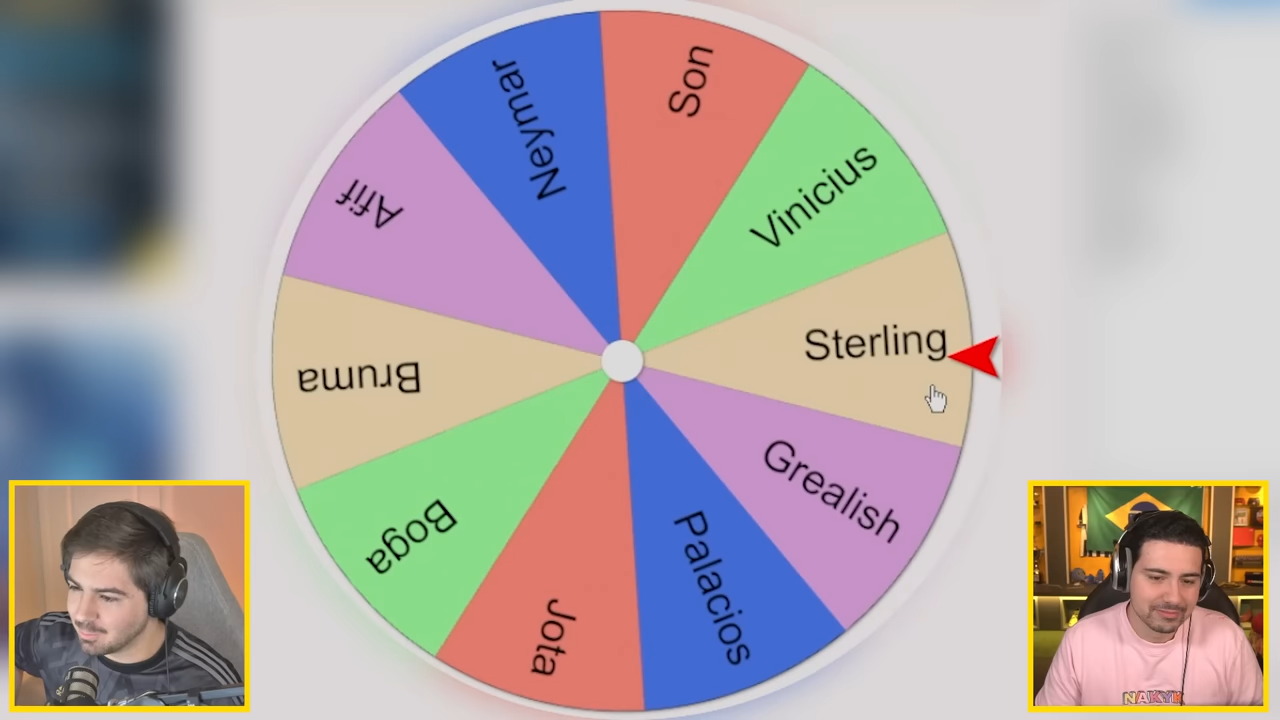 Son
Vinicius
Sterling
Grealish
Palacios
Jota
Boga
Bruma
Afif
Neymar